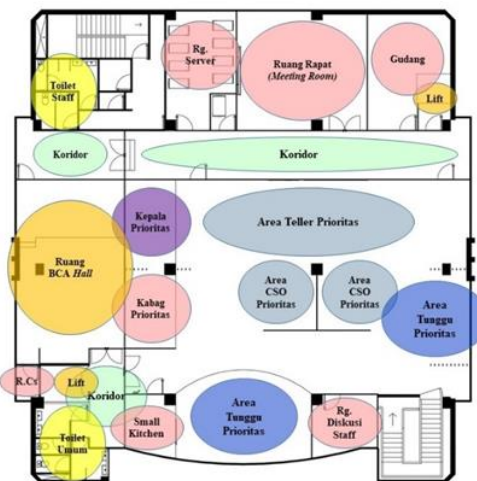 Rg.
Server
Ruang Rapat
(Meeting Room)
Gudang
Toilet
Staff
Lift
Koridor
Koridor
Kepala
Prioritas
Area Teller Prioritas
Ruang
BCA Hall
Area
CSO
Prioritas
Area
CSO
Prioritas
Kabag
Prioritas
Area
Tunggu
Prioritas
R.Cs
Lift
Koridor
Area
Tunggu
Prioritas
Small
Kitchen
Rg.
Diskusi
Staff
Toilet
Umum